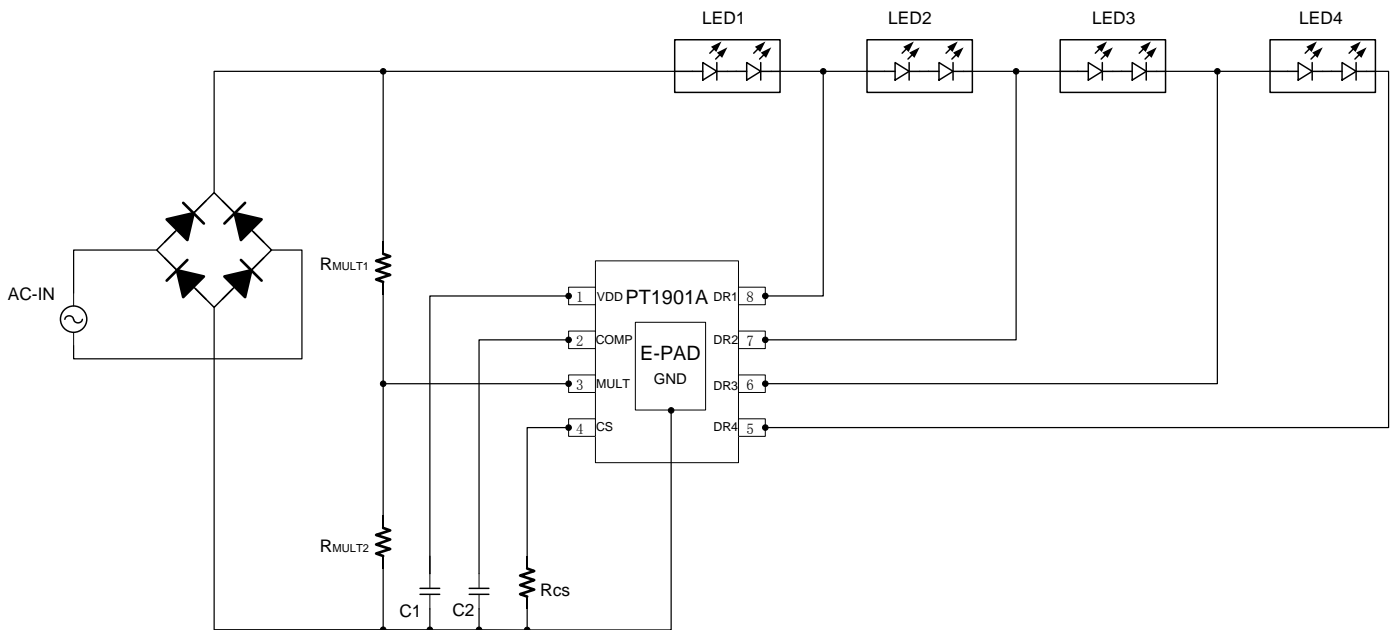 LED1 LED2 LED3 LED4
AC-IN
RMULT1
1 VDD PT1901A DR1 8
2 COMP E-PAD DR2 7
3 MULT GND DR3 6
4 CS DR4 5
RMULT2
C1 C2 Rcs